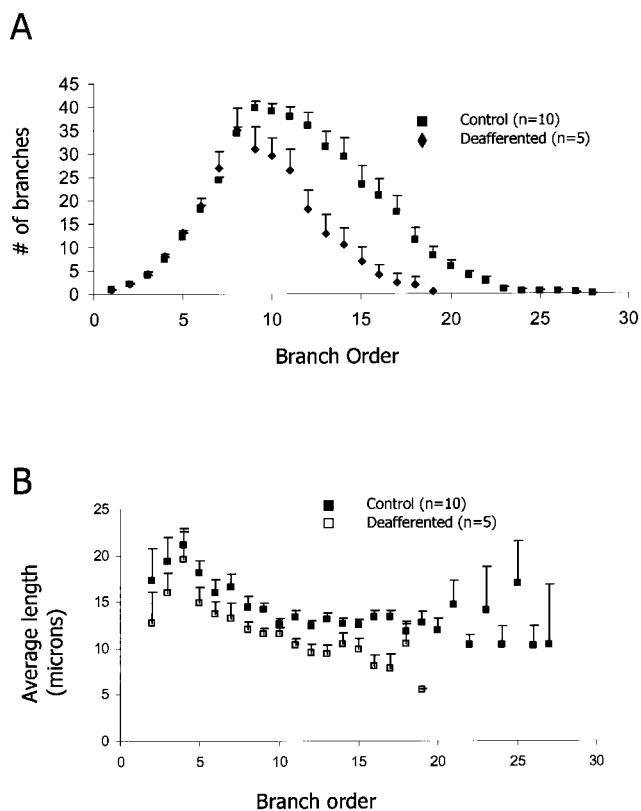 A
45
40
35
30
25
20
15
10
5
0
# of branches
Control (n=10)
Deafferented (n=5)
0 5 10 15 20 25 30
Branch Order
B
25
20
15
10
5
0
Average length
(microns)
Control (n=10)
Deafferented (n=5)
0 5 10 15 20 25 30
Branch order